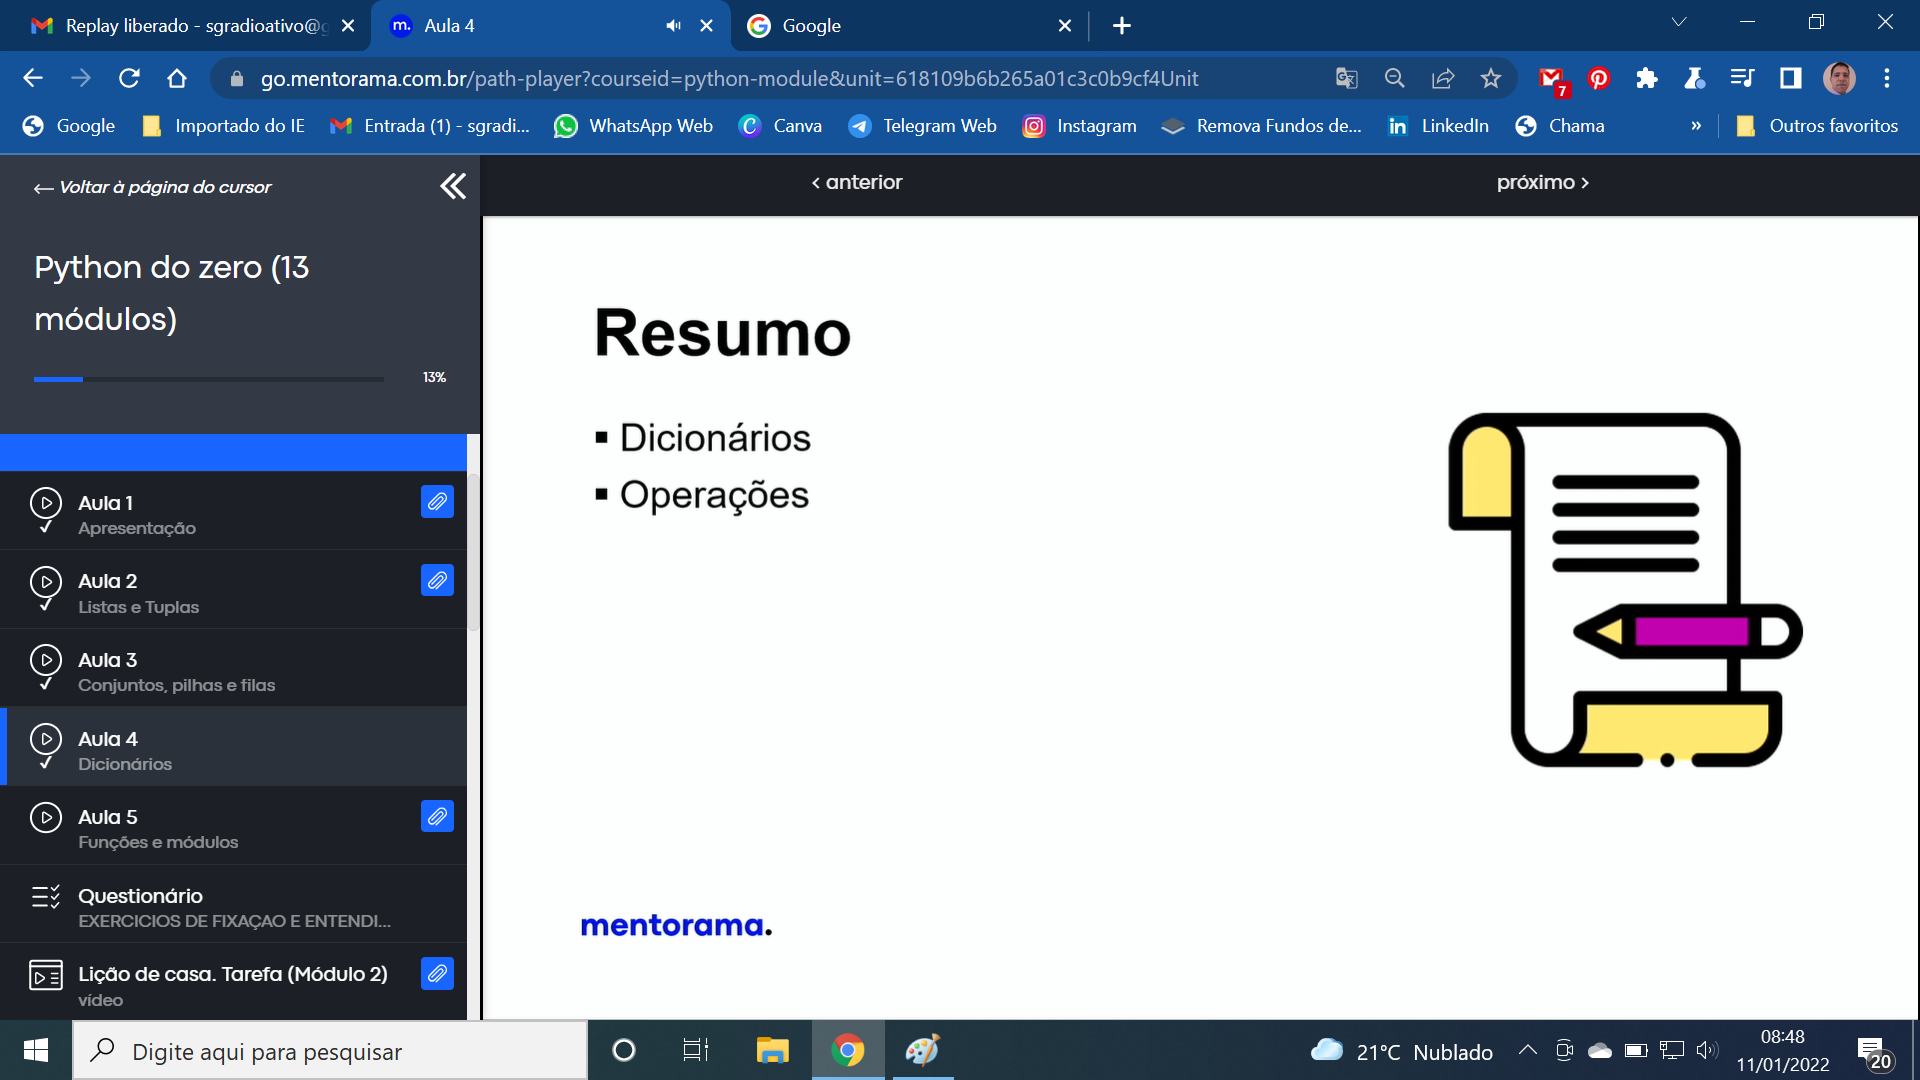 Replay liberado - sgradioativo@g
Aula 4
Google
go.mentorama.com.br/path-player?courseid=python-module&unit=618109b6b265a01c3c0b9cf4Unit
7
Google
Importado do IE
Entrada (1) - sgradi...
WhatsApp Web
Canva
Telegram Web
Instagram
Remova Fundos de...
LinkedIn
Chama
»
Outros favoritos
← Voltar à página do cursor
‹ anterior
próximo ›
Python do zero (13
módulos)
13%
Aula 1
Apresentação
Aula 2
Listas e Tuplas
Aula 3
Conjuntos, pilhas e filas
Aula 4
Dicionários
Aula 5
Funções e módulos
Questionário
EXERCICIOS DE FIXAÇAO E ENTENDI...
Lição de casa. Tarefa (Módulo 2)
vídeo
Resumo
▪ Dicionários
▪ Operações
mentorama.
Digite aqui para pesquisar
21°C Nublado
08:48
11/01/2022
20